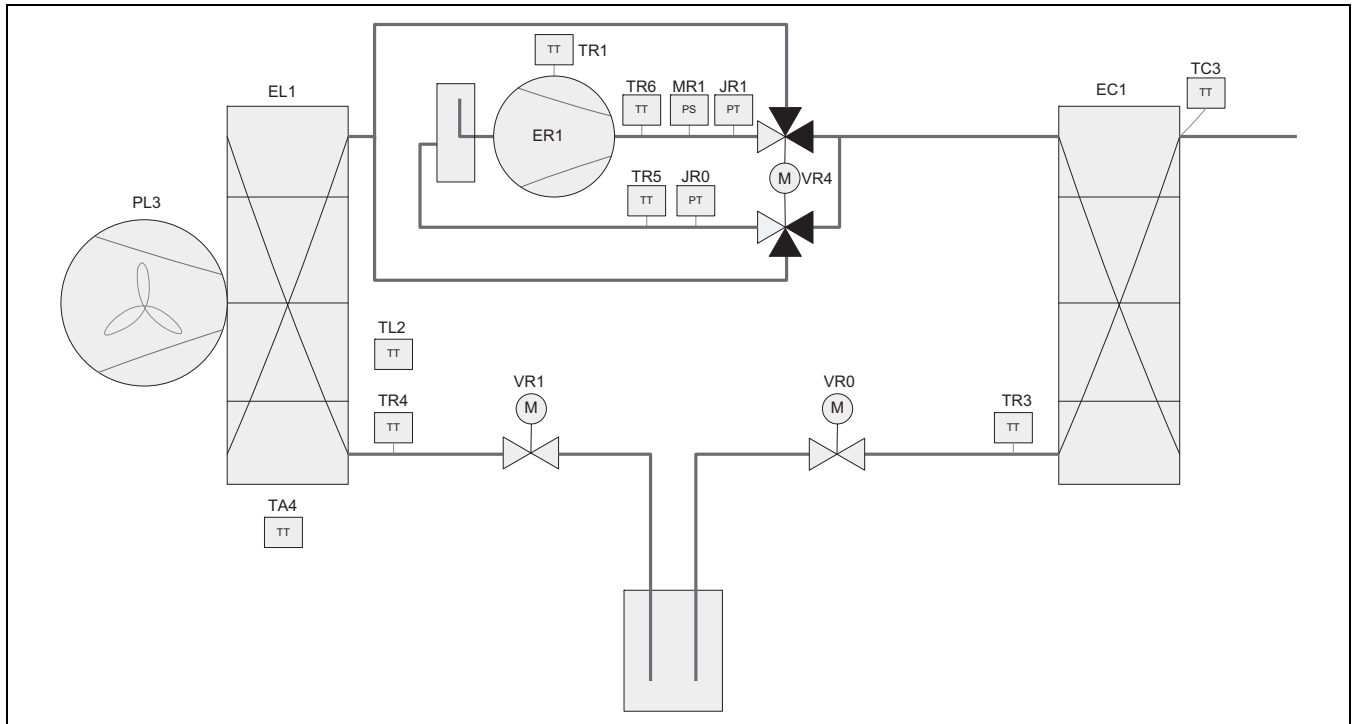 TT TR1
TR6 MR1 JR1
TT PS PT
TC3
TT
EL1
EC1
ER1
M VR4
TR5 JR0
TT PT
PL3
TL2
TT
VR1
M
VR0
M
TR4
TT
TR3
TT
TA4
TT